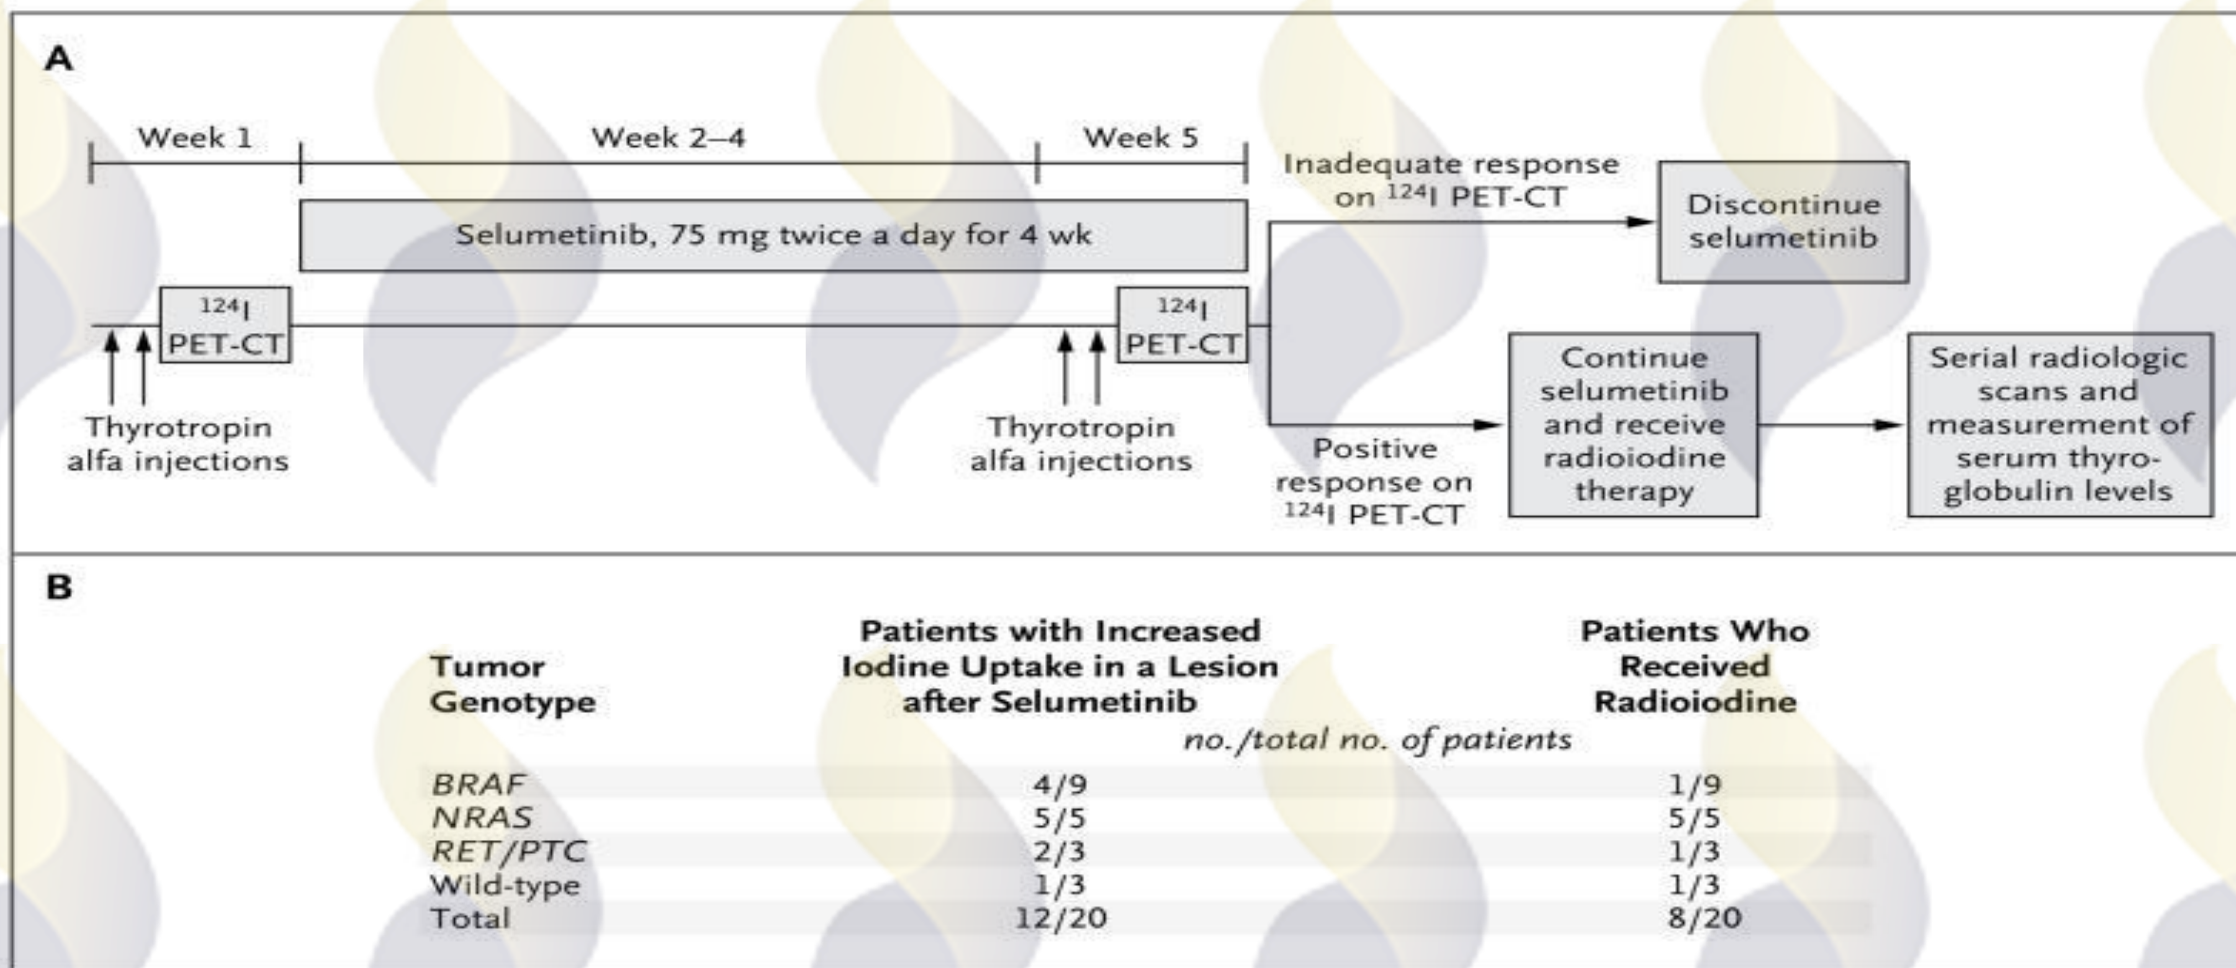 A
Week 1
Week 2–4
Week 5
Selumetinib, 75 mg twice a day for 4 wk
124I
PET-CT
124I
PET-CT
Thyrotropin
alfa injections
Thyrotropin
alfa injections
Inadequate response
on 124I PET-CT
Discontinue
selumetinib
Positive
response on
124I PET-CT
Continue
selumetinib
and receive
radioiodine
therapy
Serial radiologic
scans and
measurement of
serum thyro-
globulin levels
B
Tumor
Genotype
Patients with Increased
Iodine Uptake in a Lesion
after Selumetinib
Patients Who
Received
Radioiodine
no./total no. of patients
BRAF 4/9 1/9
NRAS 5/5 5/5
RET/PTC 2/3 1/3
Wild-type 1/3 1/3
Total 12/20 8/20